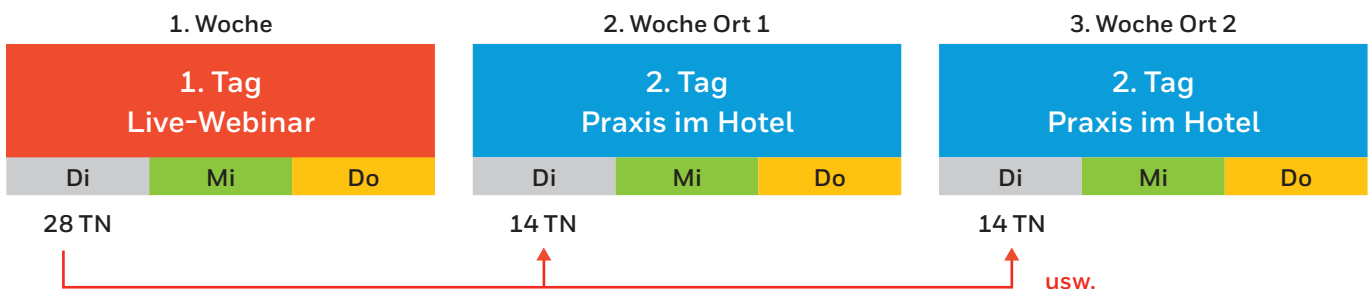 1. Woche
2. Woche Ort 1
3. Woche Ort 2
1. Tag
Live-Webinar
2. Tag
Praxis im Hotel
2. Tag
Praxis im Hotel
Di Mi Do
Di Mi Do
Di Mi Do
28 TN
14 TN
14 TN
usw.